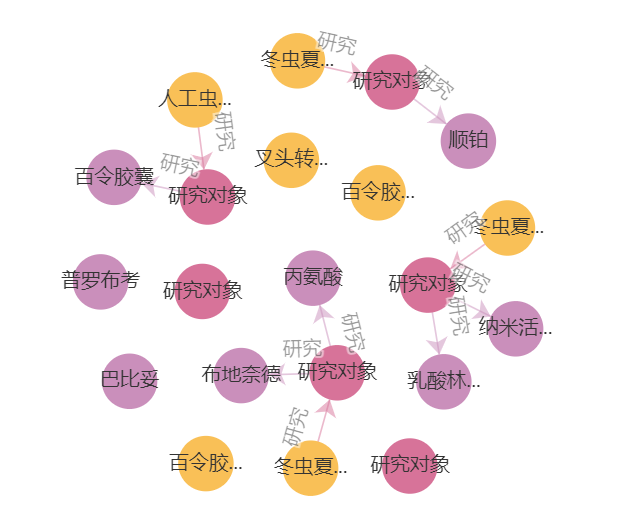 冬虫夏...
研究
研究对象
研究
顺铂
人工虫...
研究
研究
百令胶囊
研究对象
叉头转...
百令胶...
冬虫夏...
研究
研究对象
研究
研究
纳米活...
乳酸林...
普罗布考
研究对象
丙氨酸
研究
研究
布地奈德
研究对象
巴比妥
研究
百令胶...
冬虫夏...
研究对象